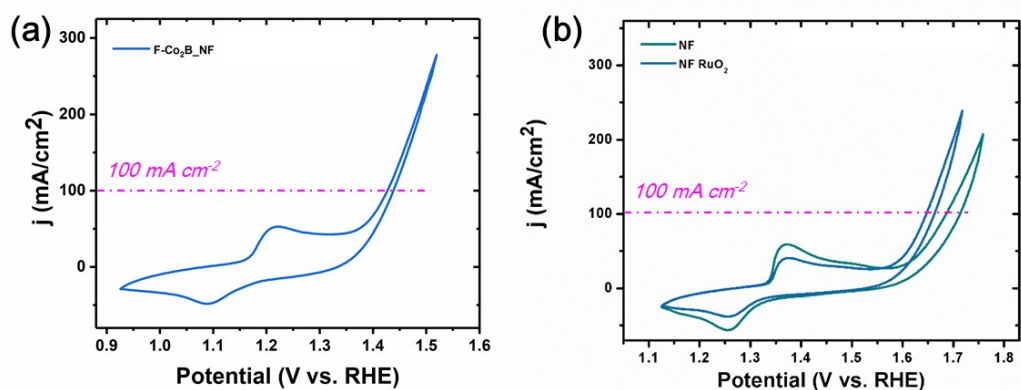 (a)
F-Co₂B_NF
100 mA cm⁻²
j (mA/cm²)
300
200
100
0
-100
0.9 1.0 1.1 1.2 1.3 1.4 1.5 1.6
Potential (V vs. RHE)
(b)
NF
NF RuO₂
100 mA cm⁻²
j (mA/cm²)
300
200
100
0
1.1 1.2 1.3 1.4 1.5 1.6 1.7 1.8
Potential (V vs. RHE)